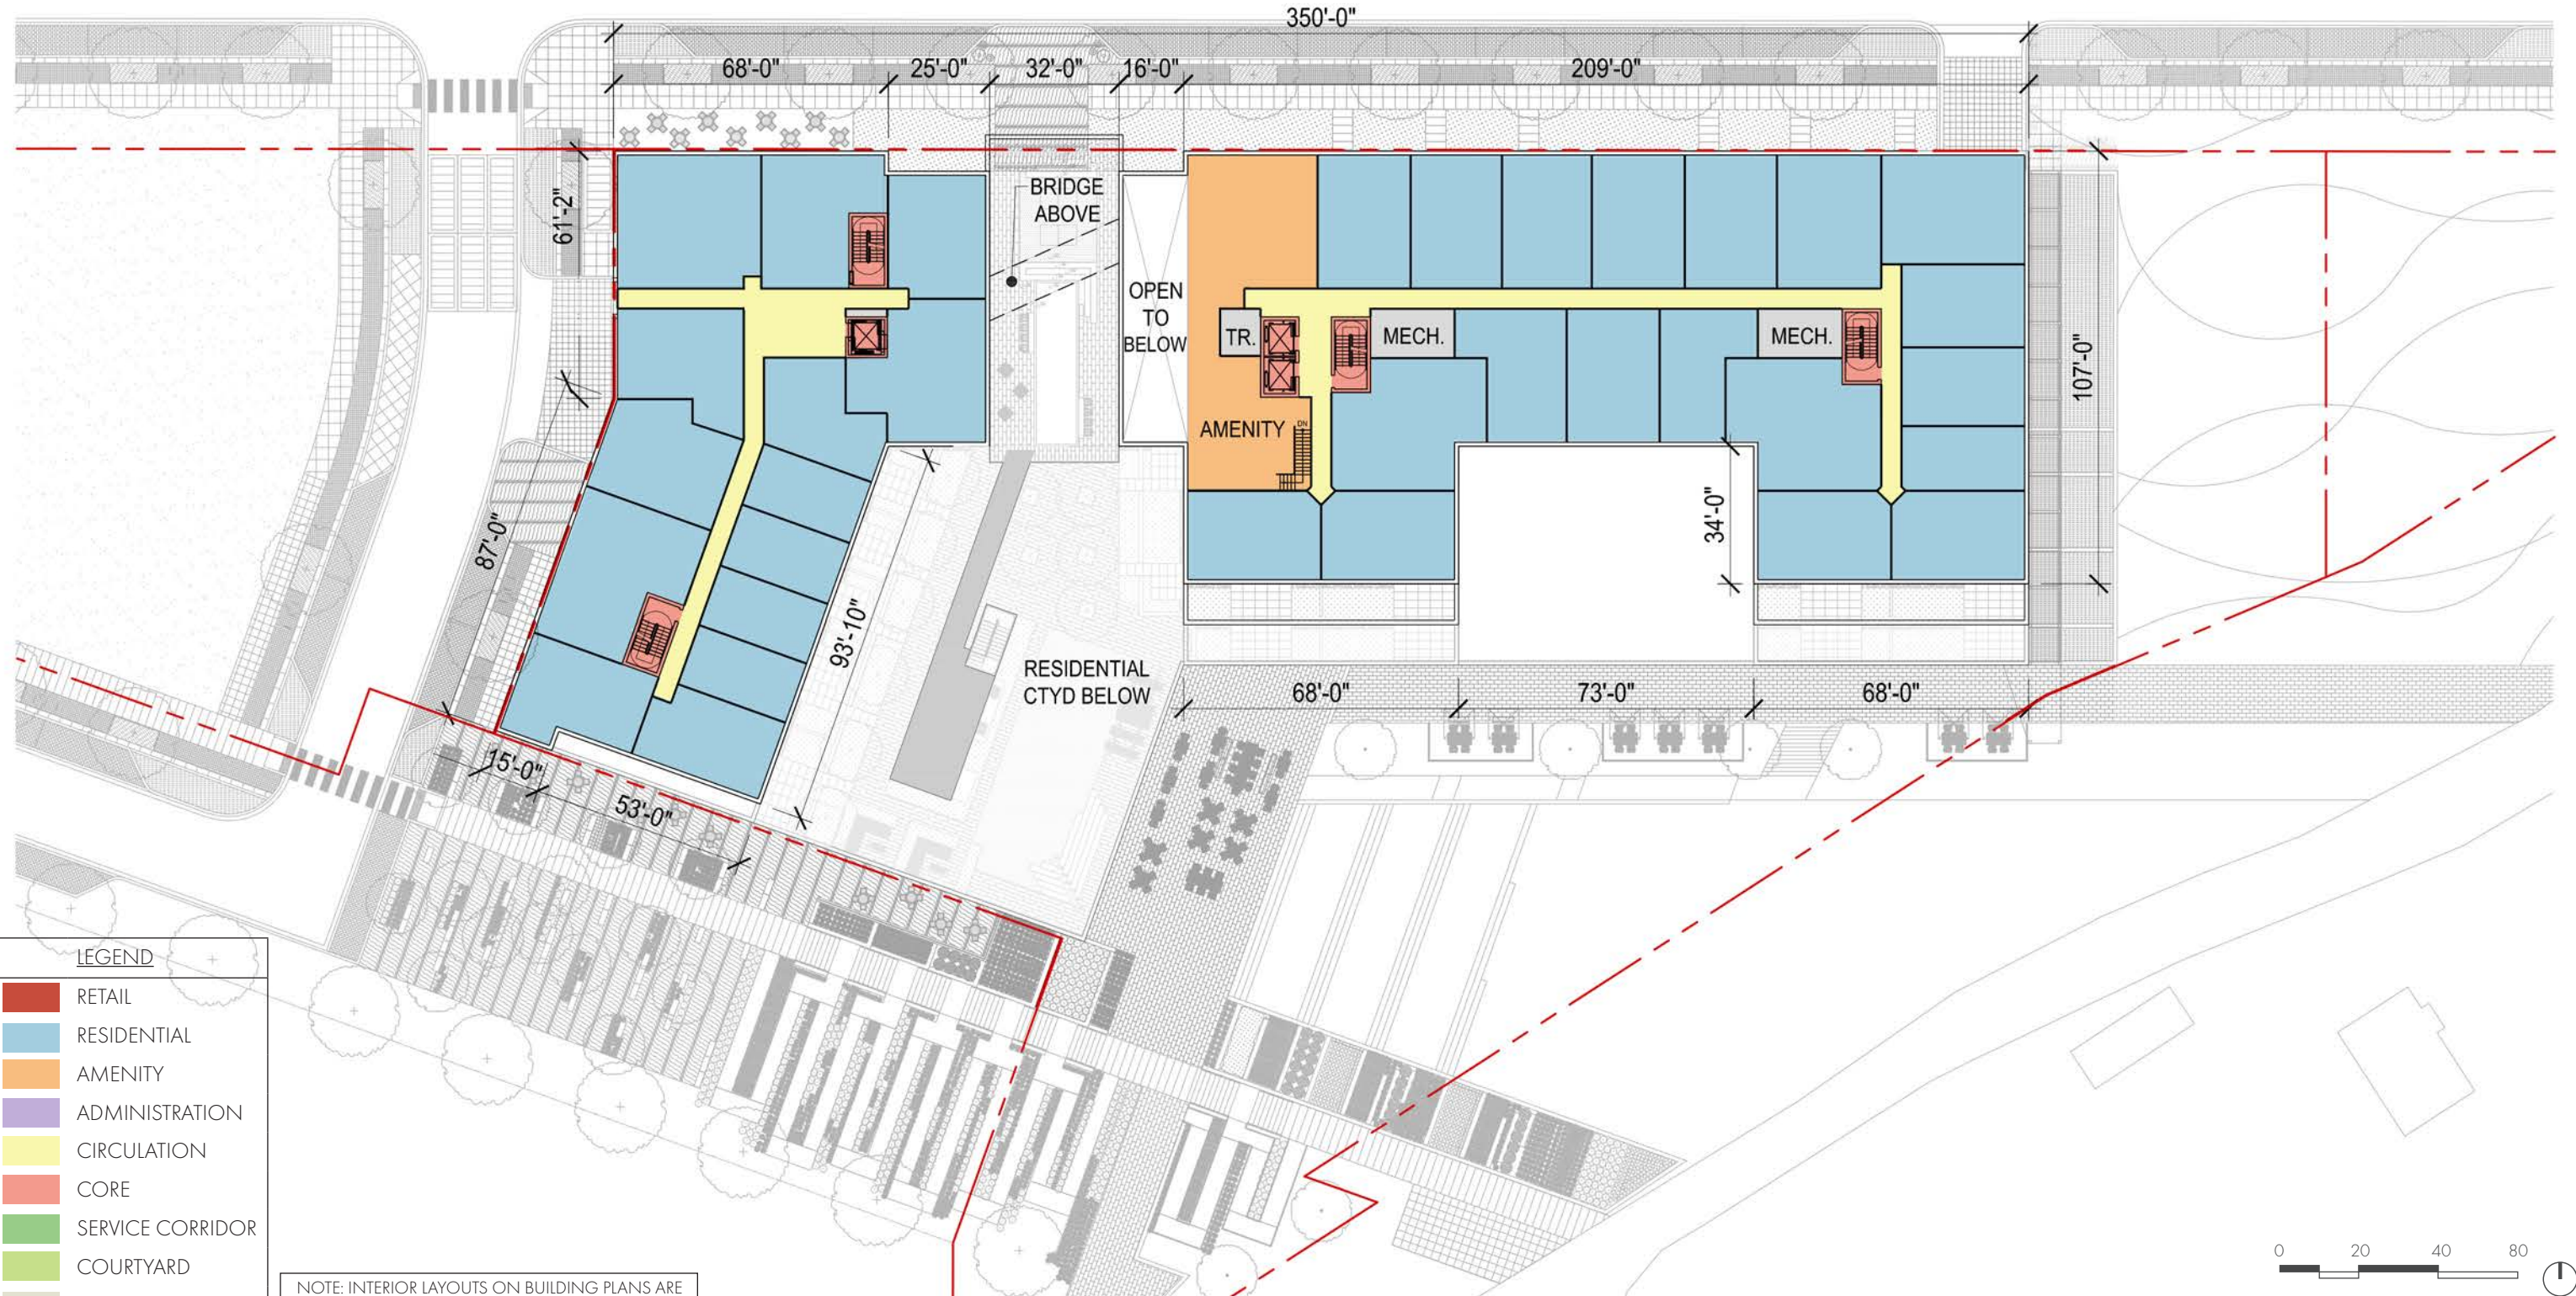 350'-0"
68'-0"
25'-0"
32'-0"
16'-0"
209'-0"
61'-2"
BRIDGE
ABOVE
OPEN
TO
BELOW
TR.
MECH.
MECH.
107'-0"
AMENITY
DN
34'-0"
87'-0"
93'-10"
RESIDENTIAL
CTYD BELOW
68'-0"
73'-0"
68'-0"
15'-0"
53'-0"
LEGEND
RETAIL
RESIDENTIAL
AMENITY
ADMINISTRATION
CIRCULATION
CORE
SERVICE CORRIDOR
COURTYARD
NOTE: INTERIOR LAYOUTS ON BUILDING PLANS ARE
0 20 40 80